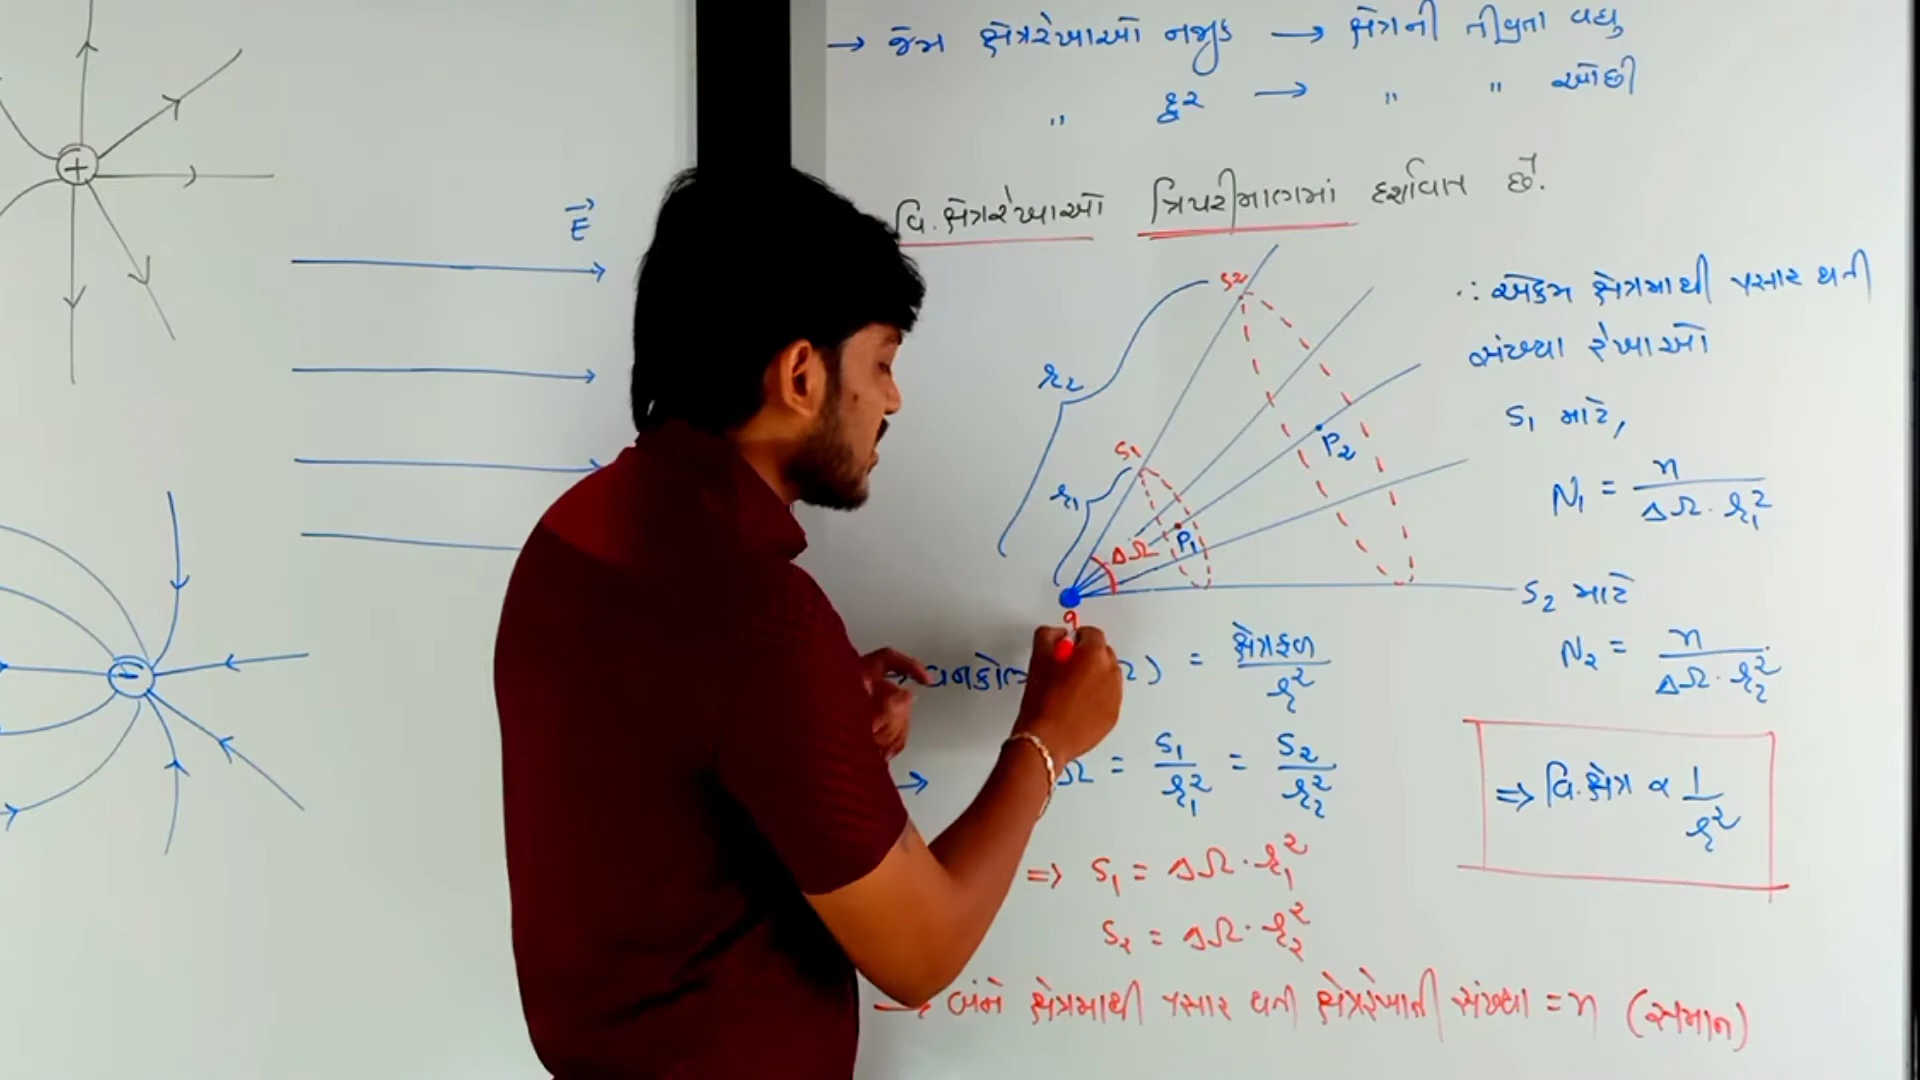 → જેમ ક્ષેત્રરેખાઓ નજીક → ક્ષેત્રની તીવ્રતા વધુ
" દુર → " " ઓછી
વિ. ક્ષેત્રરેખાઓ ત્રિપરીમાણમાં દર્શાવાત છે.
+
E⃗
-
S2
r2
S1
r1
ΔΩ
P1
P2
q
∴ એકમ ક્ષેત્રમાથી પસાર થતી
સંખ્યા રેખાઓ
S1 માટે,
N1 = n / ΔΩ · r1²
S2 માટે
N2 = n / ΔΩ · r2²
⇒ વિ. ક્ષેત્ર ∝ 1 / r²
→ ) = ક્ષેત્રફળ / r²
→ Ω = S1 / r1² = S2 / r2²
⇒ S1 = ΔΩ · r1²
S2 = ΔΩ · r2²
→ બંને ક્ષેત્રમાથી પસાર થતી ક્ષેત્રરેખાની સંખ્યા = n (સમાન)